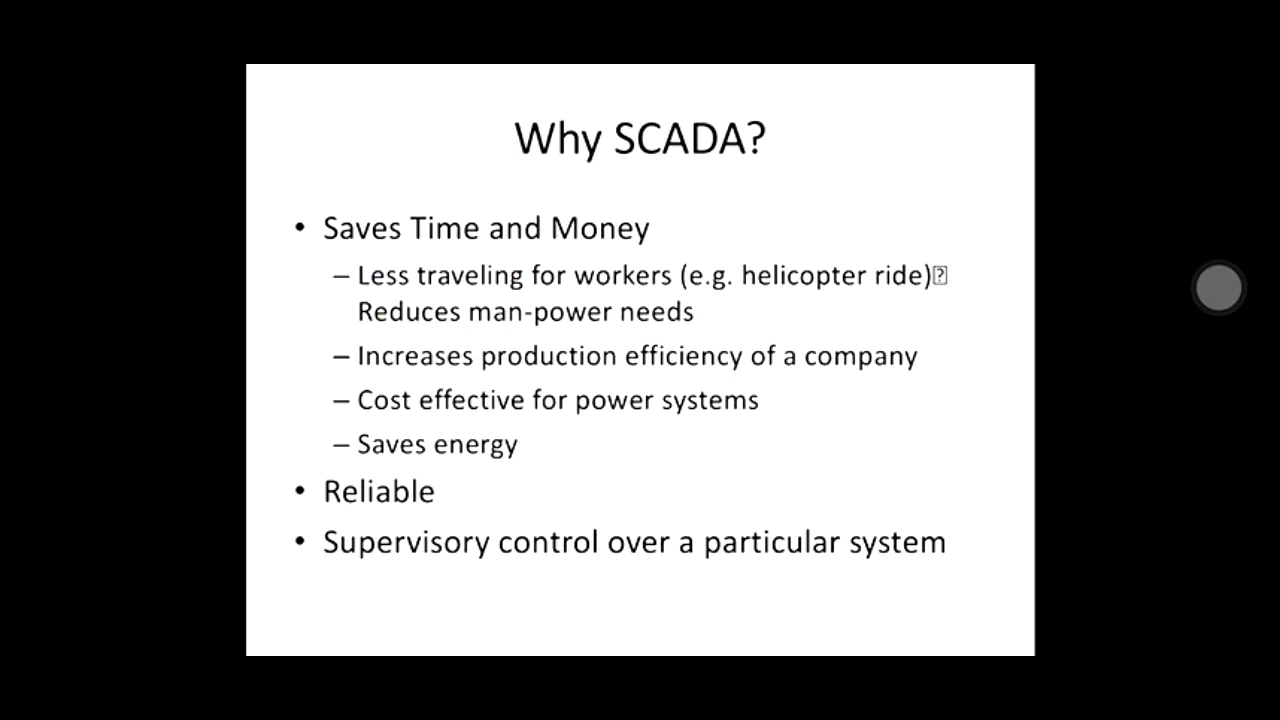 Why SCADA?
• Saves Time and Money
– Less traveling for workers (e.g. helicopter ride)
Reduces man-power needs
– Increases production efficiency of a company
– Cost effective for power systems
– Saves energy
• Reliable
• Supervisory control over a particular system